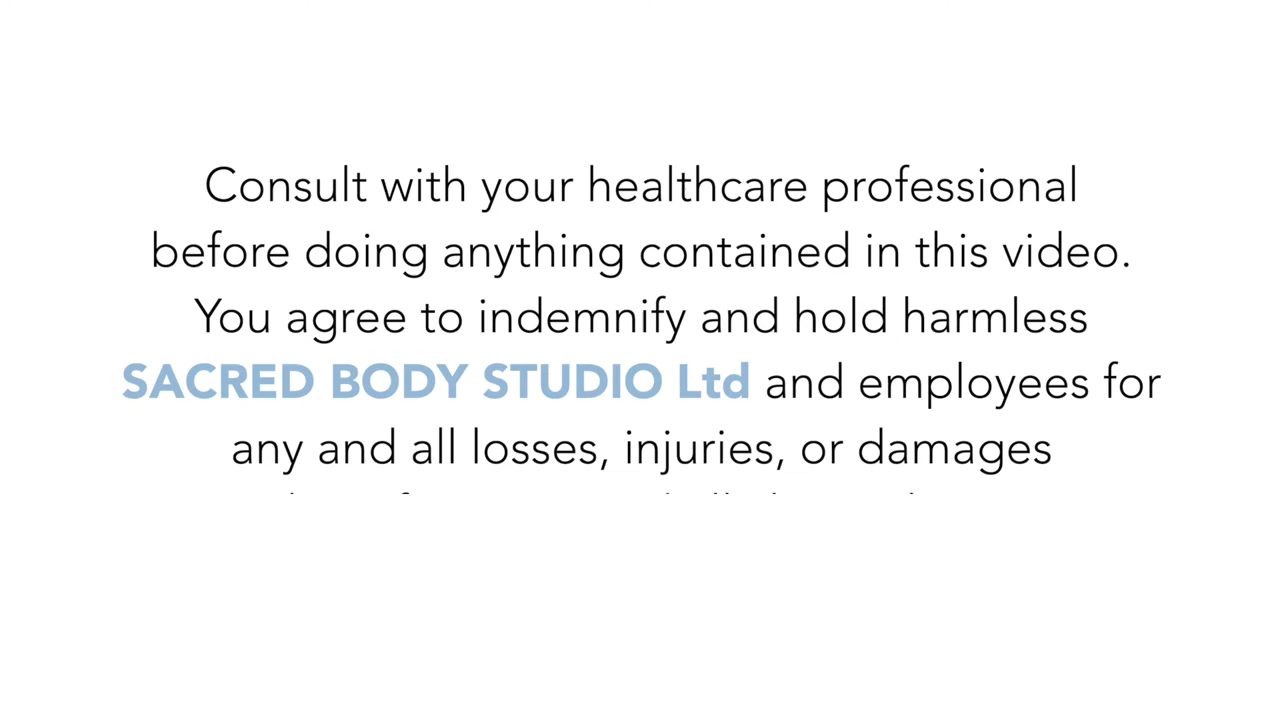 Consult with your healthcare professional
before doing anything contained in this video.
You agree to indemnify and hold harmless
SACRED BODY STUDIO Ltd and employees for
any and all losses, injuries, or damages